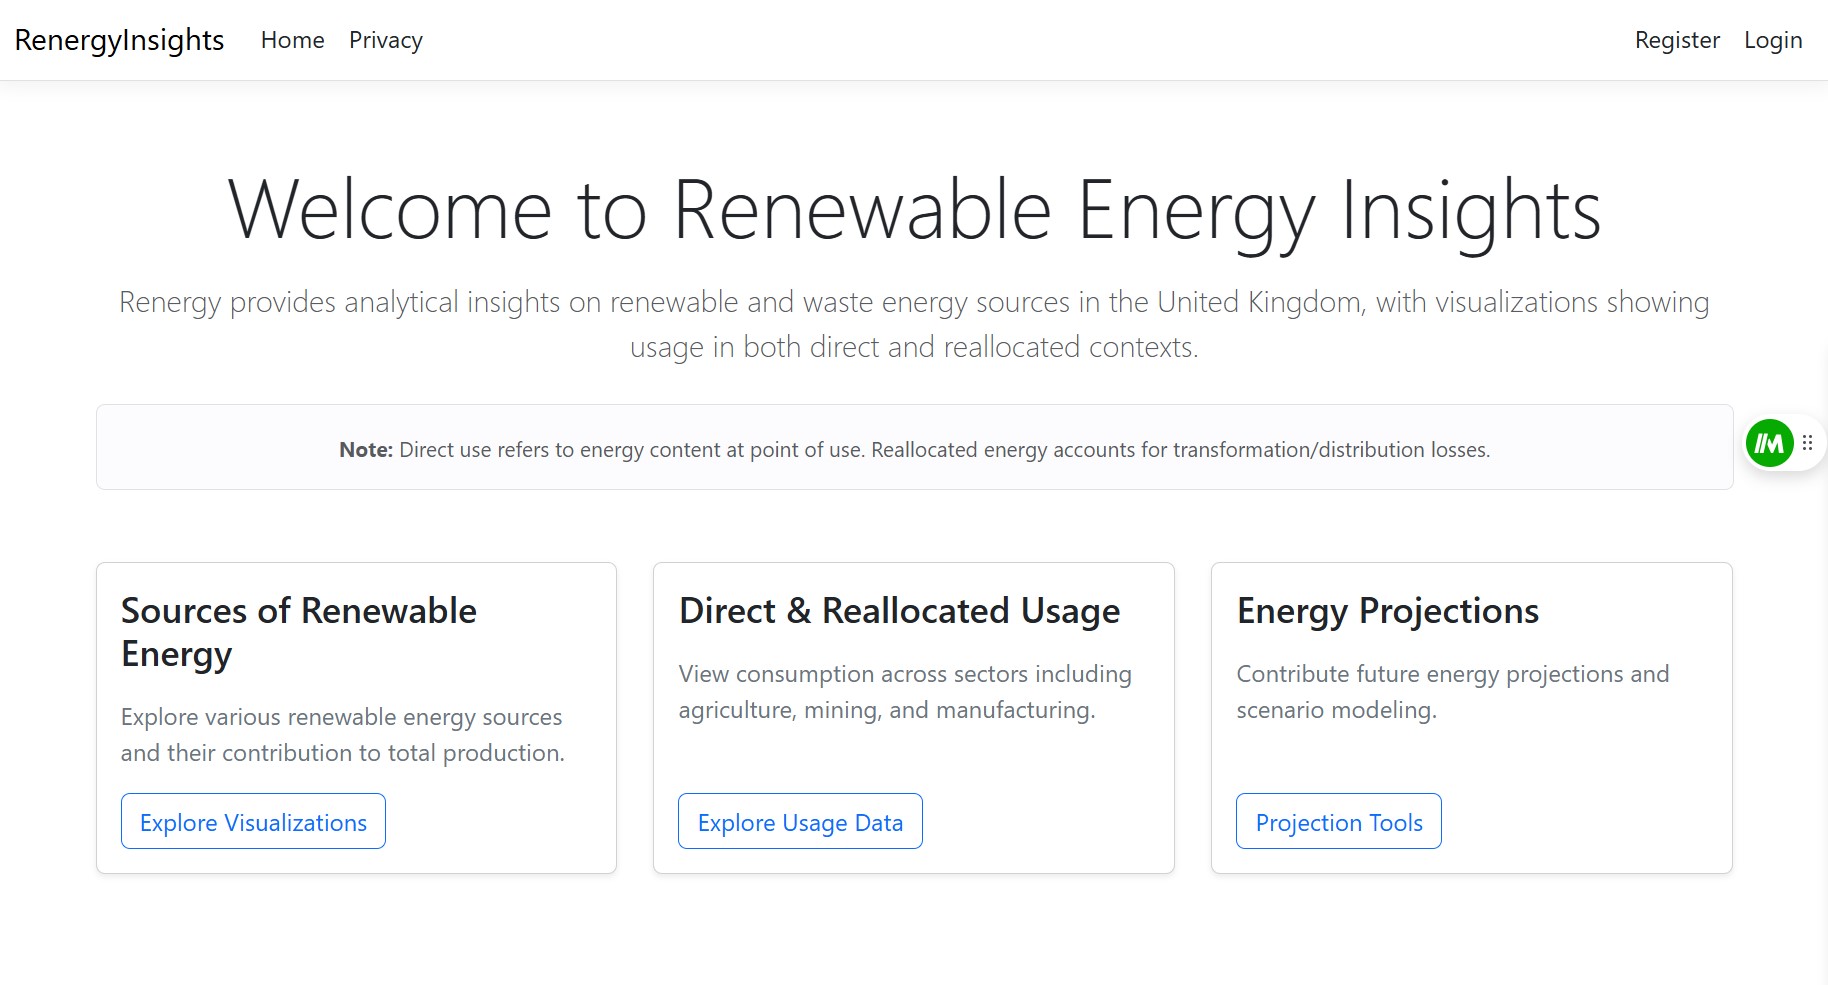 RenergyInsights Home Privacy Register Login
Welcome to Renewable Energy Insights
Renergy provides analytical insights on renewable and waste energy sources in the United Kingdom, with visualizations showing
usage in both direct and reallocated contexts.
Note: Direct use refers to energy content at point of use. Reallocated energy accounts for transformation/distribution losses.
Sources of Renewable
Energy
Explore various renewable energy sources
and their contribution to total production.
Explore Visualizations
Direct & Reallocated Usage
View consumption across sectors including
agriculture, mining, and manufacturing.
Explore Usage Data
Energy Projections
Contribute future energy projections and
scenario modeling.
Projection Tools